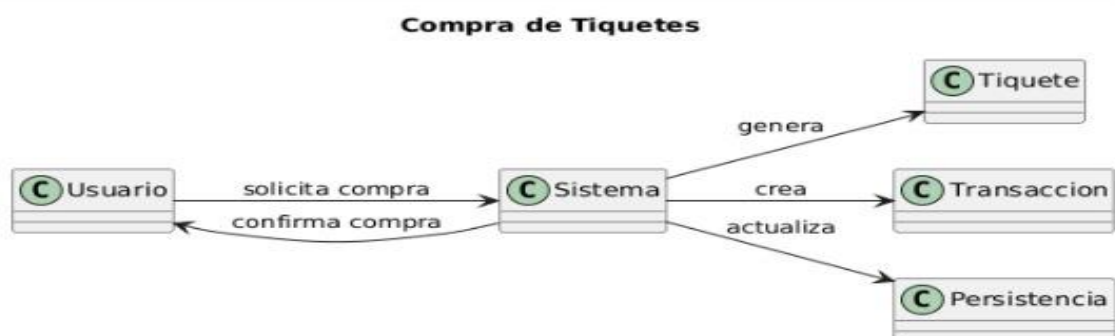 Compra de Tiquetes
C Tiquete
genera
C Usuario
solicita compra
C Sistema
crea
C Transaccion
confirma compra
actualiza
C Persistencia